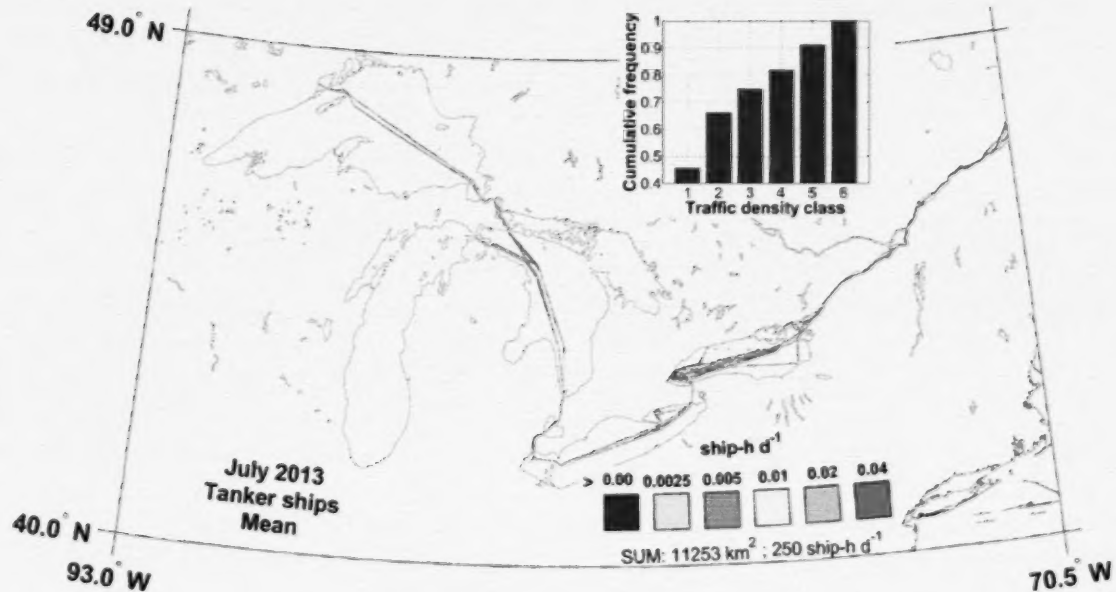 49.0° N
Cumulative frequency
1
0.9
0.8
0.7
0.6
0.5
0.4
1 2 3 4 5 6
Traffic density class
July 2013
Tanker ships
Mean
ship-h d⁻¹
> 0.00 0.0025 0.005 0.01 0.02 0.04
SUM: 11253 km² ; 250 ship-h d⁻¹
40.0° N
93.0° W
70.5° W